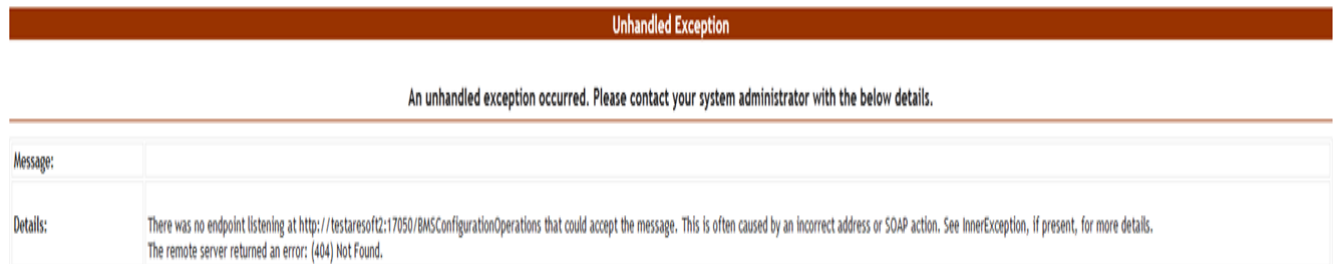 Unhandled Exception
An unhandled exception occurred. Please contact your system administrator with the below details.
Message:
Details: There was no endpoint listening at http://testaresoft2:17050/BMSConfigurationOperations that could accept the message. This is often caused by an incorrect address or SOAP action. See InnerException, if present, for more details.
The remote server returned an error: (404) Not Found.